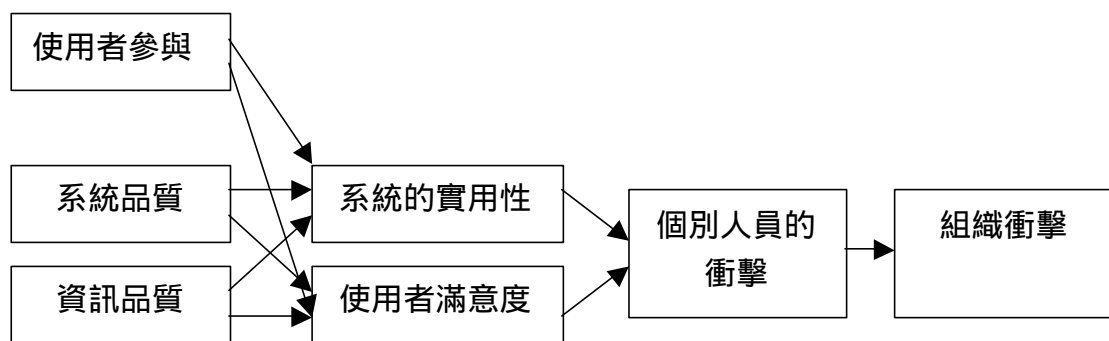 使用者參與
系統品質
系統的實用性
個別人員的
衝擊
組織衝擊
資訊品質
使用者滿意度